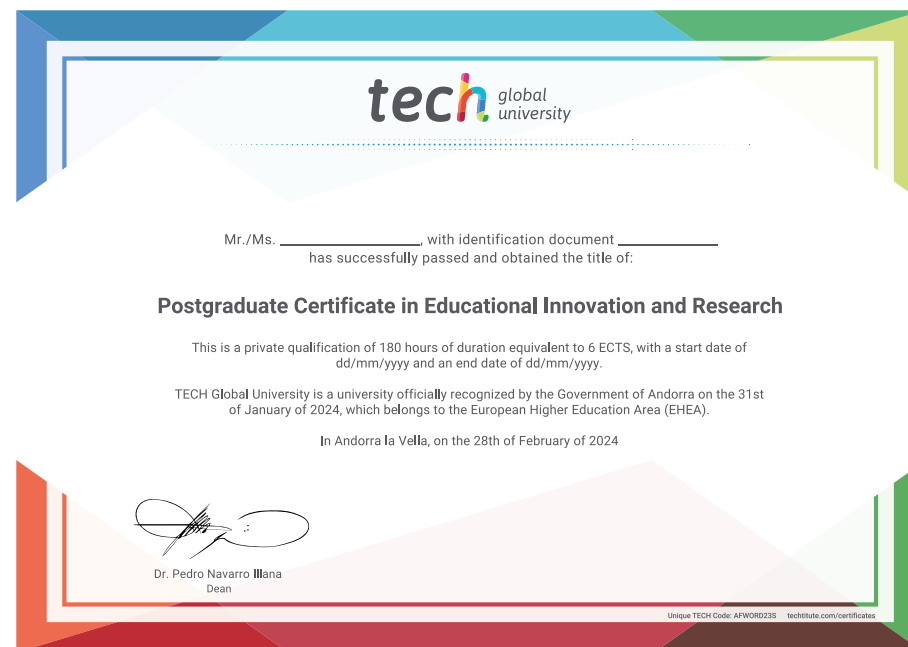 tech global university
Mr./Ms. ____________________, with identification document ______________
has successfully passed and obtained the title of:
Postgraduate Certificate in Educational Innovation and Research
This is a private qualification of 180 hours of duration equivalent to 6 ECTS, with a start date of
dd/mm/yyyy and an end date of dd/mm/yyyy.
TECH Global University is a university officially recognized by the Government of Andorra on the 31st
of January of 2024, which belongs to the European Higher Education Area (EHEA).
In Andorra la Vella, on the 28th of February of 2024
Dr. Pedro Navarro Illana
Dean
Unique TECH Code: AFWORD23S techtitute.com/certificates